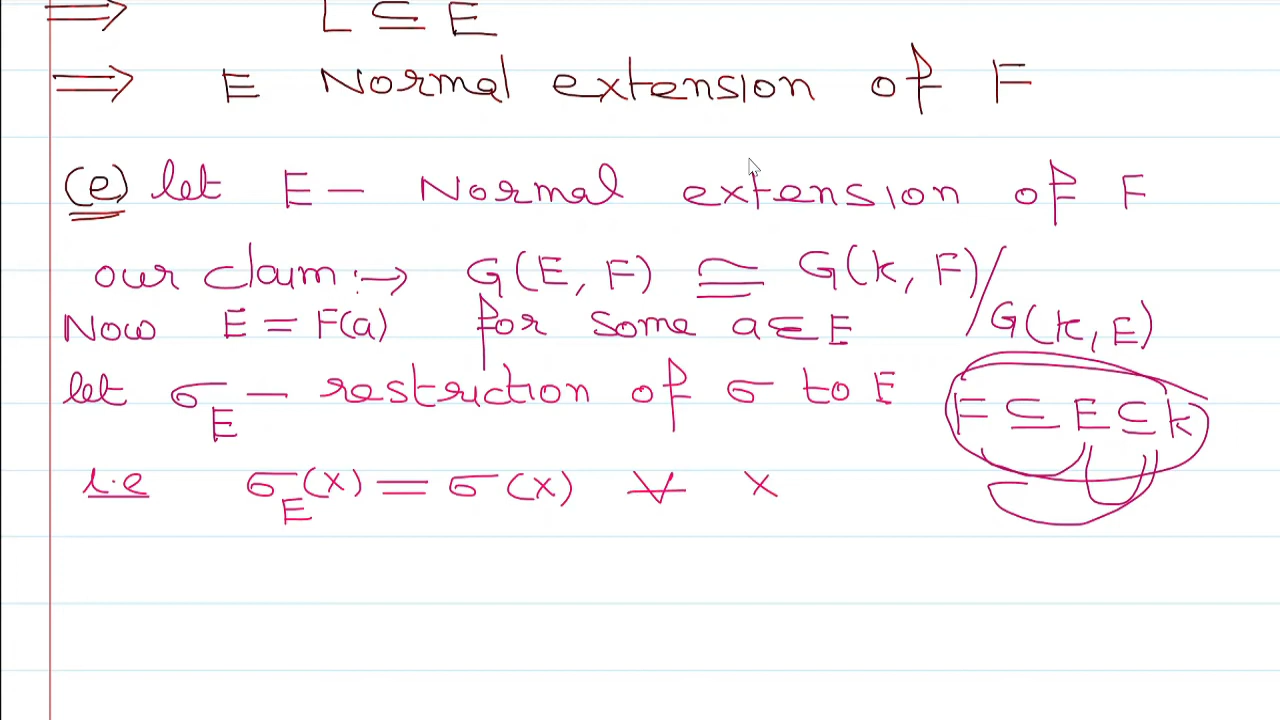 ⟹ L ⊆ E
⟹ E Normal extension of F
(e) let E – Normal extension of F
our claim :→ G(E, F) ≅ G(K, F)/G(K, E)
Now E = F(a) for some a ∈ E
let σ_E – restriction of σ to E
F ⊆ E ⊆ K
i.e σ_E(x) = σ(x) ∀ x